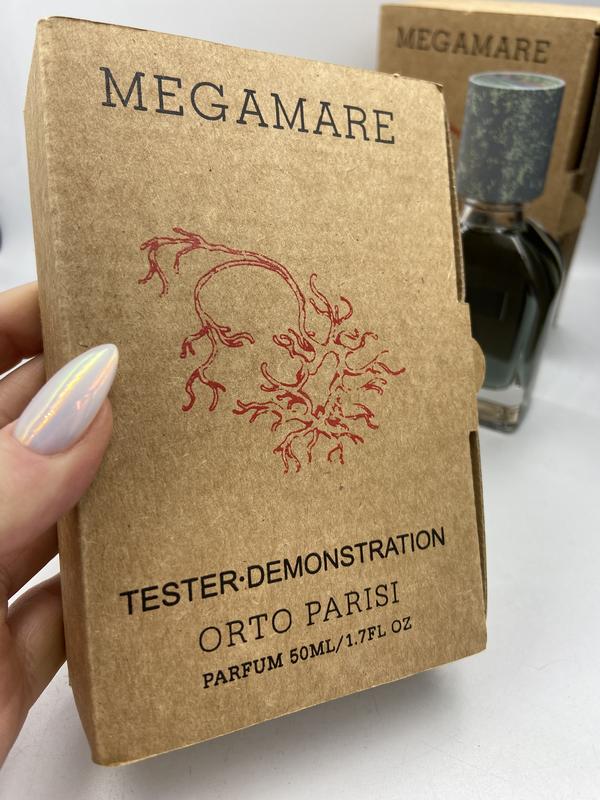 MEGAMARE
TESTER·DEMONSTRATION
ORTO PARISI
PARFUM 50ML/1.7FL OZ
MEGAMARE